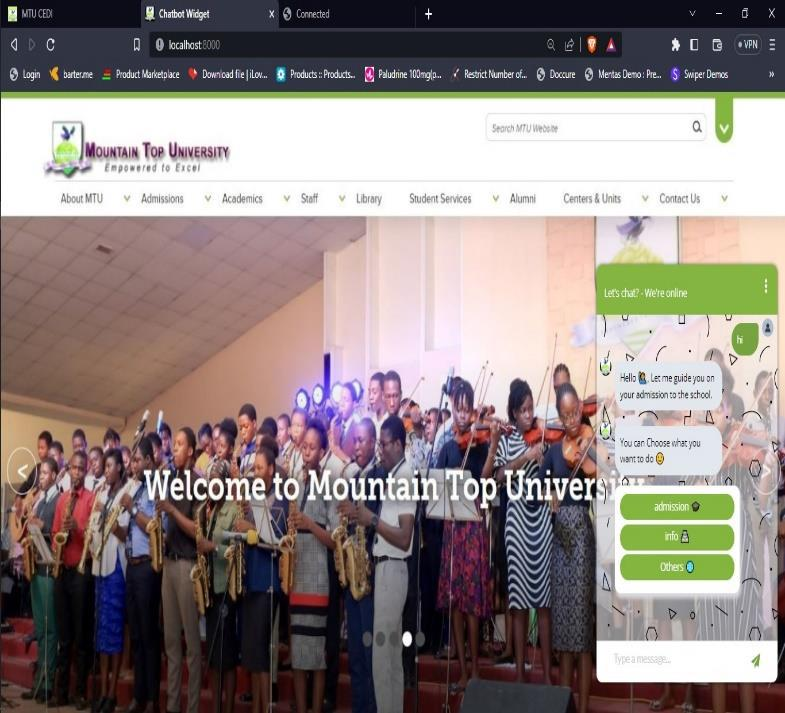 MTU CEDI
Chatbot Widget
Connected
localhost:8000
VPN
Login
barter.me
Product Marketplace
Download file | iLov...
Products :: Products...
Paludrine 100mg(p...
Restrict Number of...
Doccure
Mentas Demo : Pre...
Swiper Demos
MOUNTAIN TOP UNIVERSITY
Empowered to Excel
Search MTU Website
About MTU
Admissions
Academics
Staff
Library
Student Services
Alumni
Centers & Units
Contact Us
Welcome to Mountain Top University
Let's chat? - We're online
hi
Hello 🙋, Let me guide you on
your admission to the school.
You can Choose what you
want to do
admission
info
Others
Type a message...